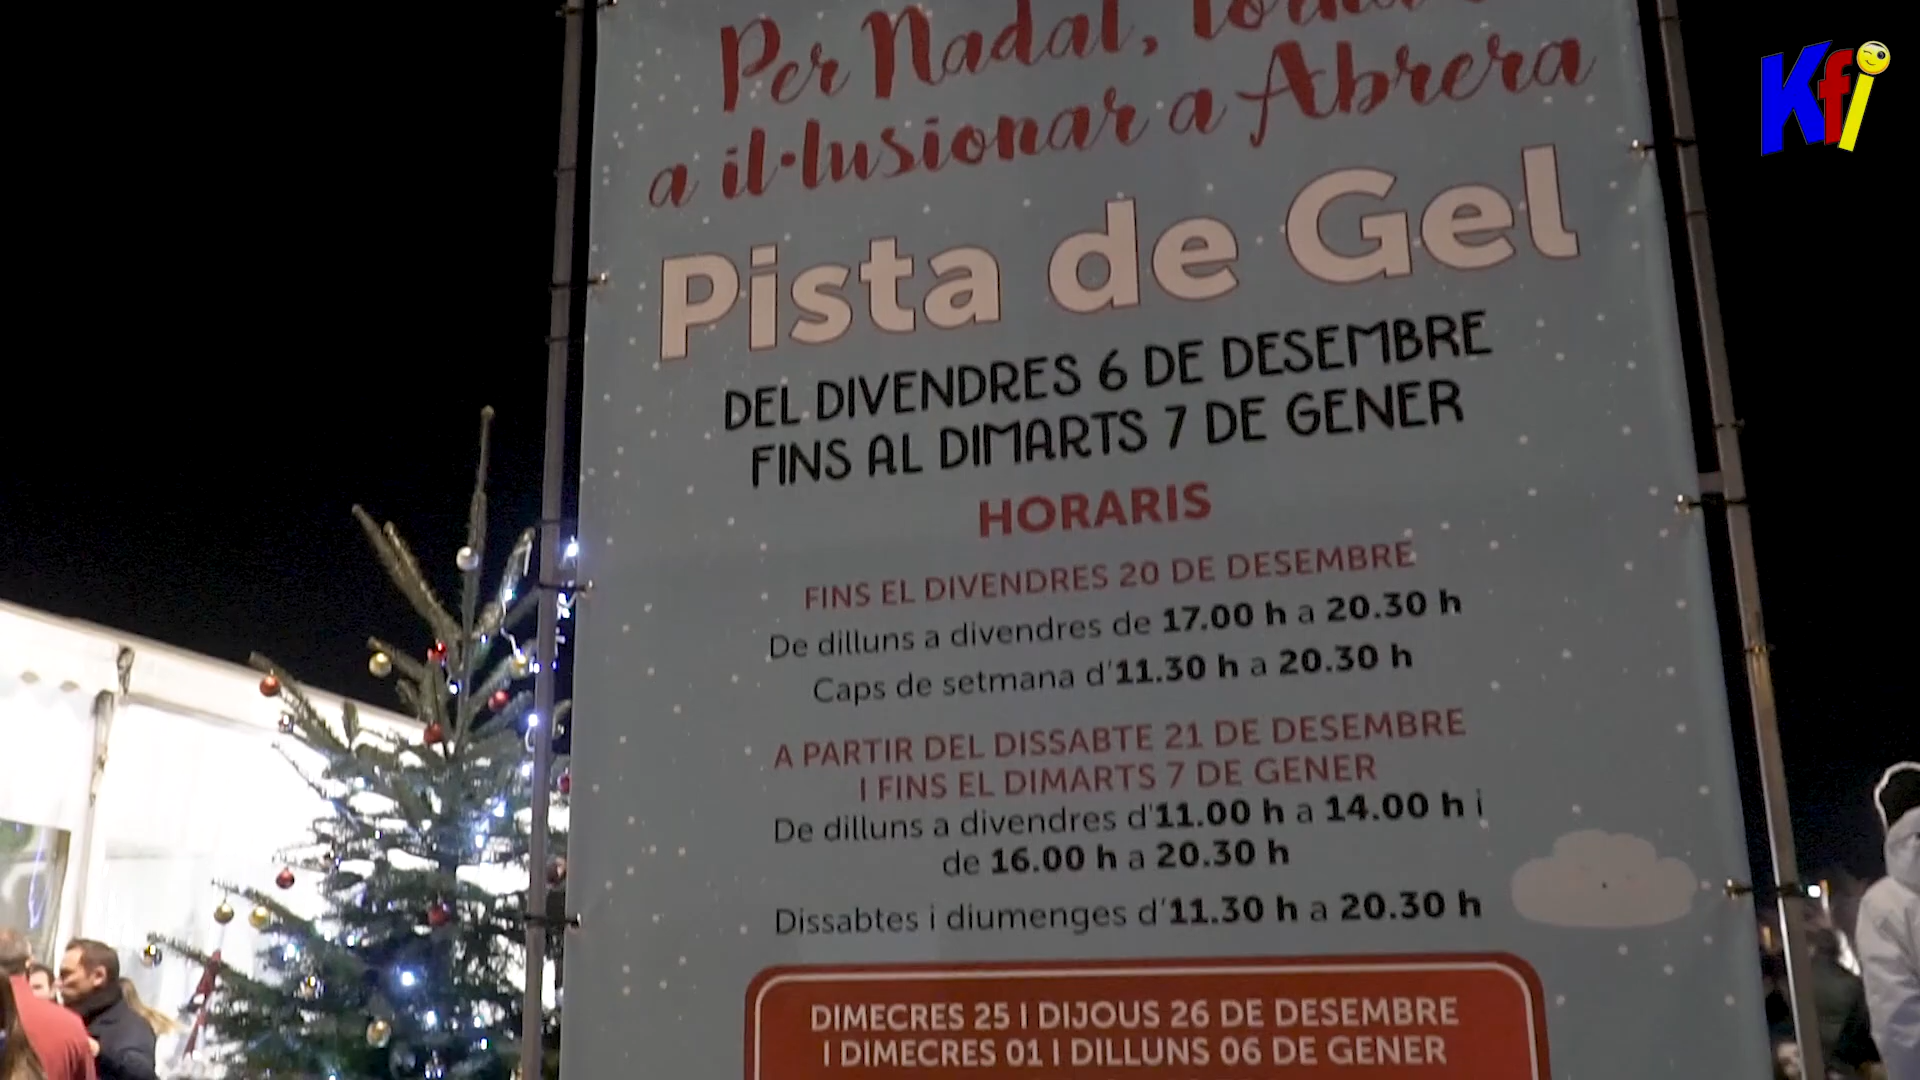 Per Nadal,
a il·lusionar a Abrera
Pista de Gel
DEL DIVENDRES 6 DE DESEMBRE
FINS AL DIMARTS 7 DE GENER
HORARIS
FINS EL DIVENDRES 20 DE DESEMBRE
De dilluns a divendres de 17.00 h a 20.30 h
Caps de setmana d'11.30 h a 20.30 h
A PARTIR DEL DISSABTE 21 DE DESEMBRE
I FINS EL DIMARTS 7 DE GENER
De dilluns a divendres d'11.00 h a 14.00 h i
de 16.00 h a 20.30 h
Dissabtes i diumenges d'11.30 h a 20.30 h
DIMECRES 25 I DIJOUS 26 DE DESEMBRE
I DIMECRES 01 I DILLUNS 06 DE GENER
Kfi